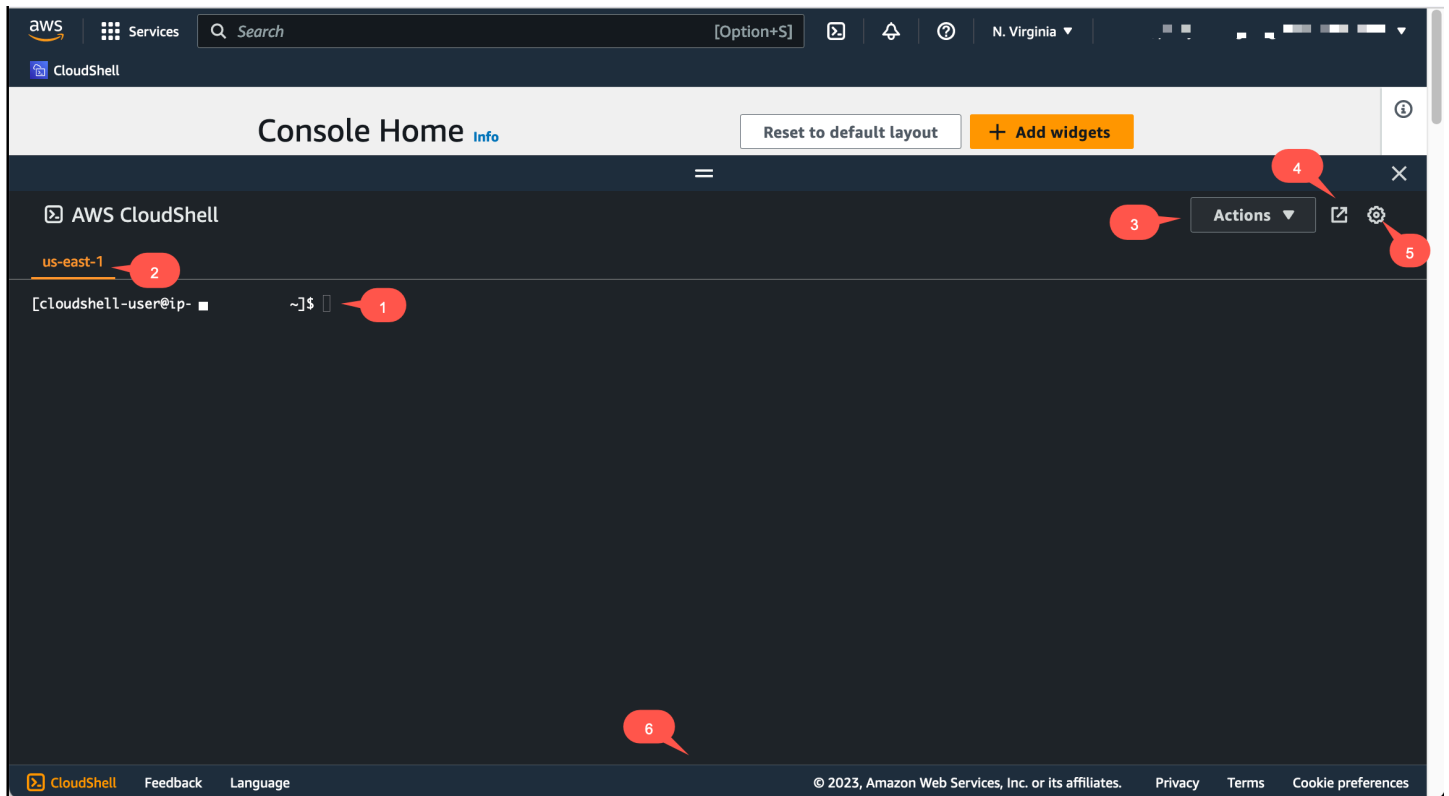 aws Services Search [Option+S] N. Virginia
CloudShell
Console Home Info Reset to default layout + Add widgets
4
AWS CloudShell Actions
3
5
us-east-1
2
[cloudshell-user@ip- ~]$
1
6
CloudShell Feedback Language © 2023, Amazon Web Services, Inc. or its affiliates. Privacy Terms Cookie preferences